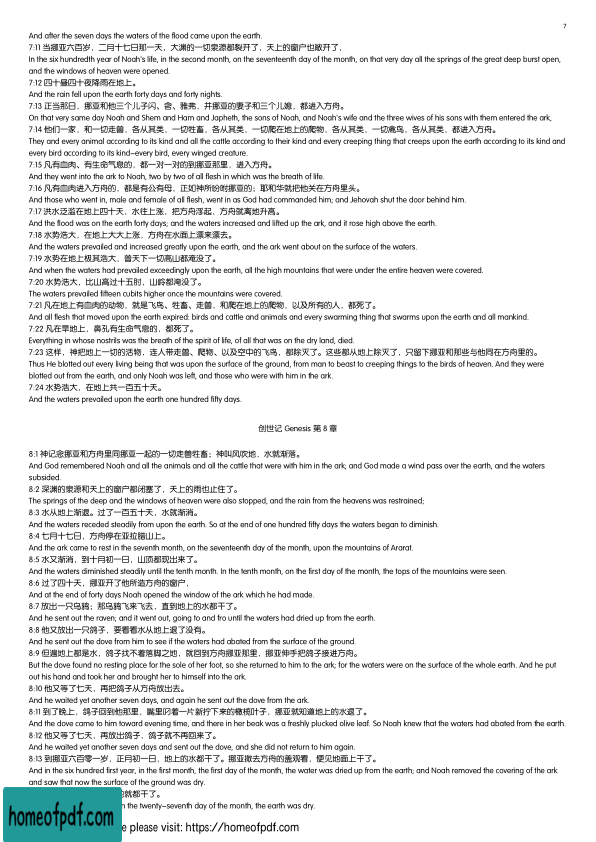 7
And after the seven days the waters of the flood came upon the earth.
7:11 当挪亚六百岁，二月十七日那一天，大渊的一切泉源都裂开了，天上的窗户也敞开了，
In the six hundredth year of Noah's life, in the second month, on the seventeenth day of the month, on that very day all the springs of the great deep burst open,
and the windows of heaven were opened.
7:12 四十昼四十夜降雨在地上。
And the rain fell upon the earth forty days and forty nights.
7:13 正当那日，挪亚和他三个儿子闪、含、雅弗，并挪亚的妻子和三个儿媳，都进入方舟。
On that very same day Noah and Shem and Ham and Japheth, the sons of Noah, and Noah's wife and the three wives of his sons with them entered the ark,
7:14 他们一家，和一切走兽，各从其类，一切牲畜，各从其类，一切爬在地上的爬物，各从其类，一切禽鸟，各从其类，都进入方舟。
They and every animal according to its kind and all the cattle according to their kind and every creeping thing that creeps upon the earth according to its kind and
every bird according to its kind–every bird, every winged creature.
7:15 凡有血肉、有生命气息的，都一对一对的到挪亚那里，进入方舟。
And they went into the ark to Noah, two by two of all flesh in which was the breath of life.
7:16 凡有血肉进入方舟的，都是有公有母，正如神所吩咐挪亚的；耶和华就把他关在方舟里头。
And those who went in, male and female of all flesh, went in as God had commanded him; and Jehovah shut the door behind him.
7:17 洪水泛滥在地上四十天，水往上涨，把方舟浮起，方舟就离地升高。
And the flood was on the earth forty days; and the waters increased and lifted up the ark, and it rose high above the earth.
7:18 水势浩大，在地上大大上涨，方舟在水面上漂来漂去。
And the waters prevailed and increased greatly upon the earth, and the ark went about on the surface of the waters.
7:19 水势在地上极其浩大，普天下一切高山都淹没了。
And when the waters had prevailed exceedingly upon the earth, all the high mountains that were under the entire heaven were covered.
7:20 水势浩大，比山高过十五肘，山岭都淹没了。
The waters prevailed fifteen cubits higher once the mountains were covered.
7:21 凡在地上有血肉的动物，就是飞鸟、牲畜、走兽，和爬在地上的爬物，以及所有的人，都死了。
And all flesh that moved upon the earth expired: birds and cattle and animals and every swarming thing that swarms upon the earth and all mankind.
7:22 凡在旱地上，鼻孔有生命气息的，都死了。
Everything in whose nostrils was the breath of the spirit of life, of all that was on the dry land, died.
7:23 这样，神把地上一切的活物，连人带走兽、爬物、以及空中的飞鸟，都除灭了。这些都从地上除灭了，只留下挪亚和那些与他同在方舟里的。
Thus He blotted out every living being that was upon the surface of the ground, from man to beast to creeping things to the birds of heaven. And they were
blotted out from the earth, and only Noah was left, and those who were with him in the ark.
7:24 水势浩大，在地上共一百五十天。
And the waters prevailed upon the earth one hundred fifty days.
创世记 Genesis 第 8 章
8:1 神记念挪亚和方舟里同挪亚一起的一切走兽牲畜；神叫风吹地，水就渐落。
And God remembered Noah and all the animals and all the cattle that were with him in the ark; and God made a wind pass over the earth, and the waters
subsided.
8:2 深渊的泉源和天上的窗户都闭塞了，天上的雨也止住了。
The springs of the deep and the windows of heaven were also stopped, and the rain from the heavens was restrained;
8:3 水从地上渐退。过了一百五十天，水就渐消。
And the waters receded steadily from upon the earth. So at the end of one hundred fifty days the waters began to diminish.
8:4 七月十七日，方舟停在亚拉腊山上。
And the ark came to rest in the seventh month, on the seventeenth day of the month, upon the mountains of Ararat.
8:5 水又渐消，到十月初一日，山顶都现出来了。
And the waters diminished steadily until the tenth month. In the tenth month, on the first day of the month, the tops of the mountains were seen.
8:6 过了四十天，挪亚开了他所造方舟的窗户，
And at the end of forty days Noah opened the window of the ark which he had made.
8:7 放出一只乌鸦；那乌鸦飞来飞去，直到地上的水都干了。
And he sent out the raven; and it went out, going to and fro until the waters had dried up from the earth.
8:8 他又放出一只鸽子，要看看水从地上退了没有。
And he sent out the dove from him to see if the waters had abated from the surface of the ground.
8:9 但遍地上都是水，鸽子找不着落脚之地，就回到方舟挪亚那里，挪亚伸手把鸽子接进方舟。
But the dove found no resting place for the sole of her foot, so she returned to him to the ark; for the waters were on the surface of the whole earth. And he put
out his hand and took her and brought her to himself into the ark.
8:10 他又等了七天，再把鸽子从方舟放出去。
And he waited yet another seven days, and again he sent out the dove from the ark.
8:11 到了晚上，鸽子回到他那里，嘴里叼着一片新拧下来的橄榄叶子，挪亚就知道地上的水退了。
And the dove came to him toward evening time, and there in her beak was a freshly plucked olive leaf. So Noah knew that the waters had abated from the earth.
8:12 他又等了七天，再放出鸽子，鸽子就不再回来了。
And he waited yet another seven days and sent out the dove, and she did not return to him again.
8:13 到挪亚六百零一岁，正月初一日，地上的水都干了。挪亚撤去方舟的盖观看，便见地面上干了。
And in the six hundred first year, in the first month, the first day of the month, the water was dried up from the earth; and Noah removed the covering of the ark
and saw that now the surface of the ground was dry.
就都干了。
the twenty–seventh day of the month, the earth was dry.
homeofpdf.com
please visit: https://homeofpdf.com